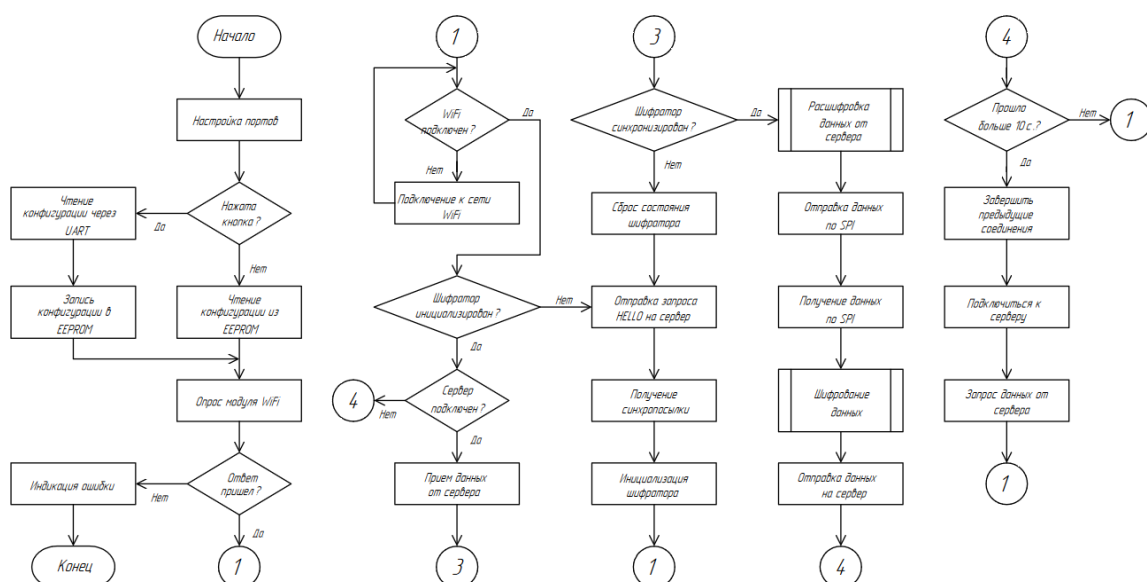 Начало
Настройка портов
Нажата
кнопка?
Да
Нет
Чтение
конфигурации через
UART
Запись
конфигурации в
EEPROM
Чтение
конфигурации из
EEPROM
Опрос модуля WiFi
Ответ
пришел?
Нет
Да
Индикация ошибки
Конец
1
1
WiFi
подключен?
Да
Нет
Подключение к сети
WiFi
Шифратор
инициализирован?
Нет
Да
Сервер
подключен?
Нет
4
Да
Прием данных
от сервера
3
3
Шифратор
синхронизирован?
Да
Нет
Сброс состояния
шифратора
Отправка запроса
HELLO на сервер
Получение
синхропосылки
Инициализация
шифратора
1
Расшифровка
данных от
сервера
Отправка данных
по SPI
Получение данных
по SPI
Шифрование
данных
Отправка данных
на сервер
4
4
Прошло
больше 10 с.?
Нет
1
Да
Завершить
предыдущие
соединения
Подключиться к
серверу
Запрос данных от
сервера
1